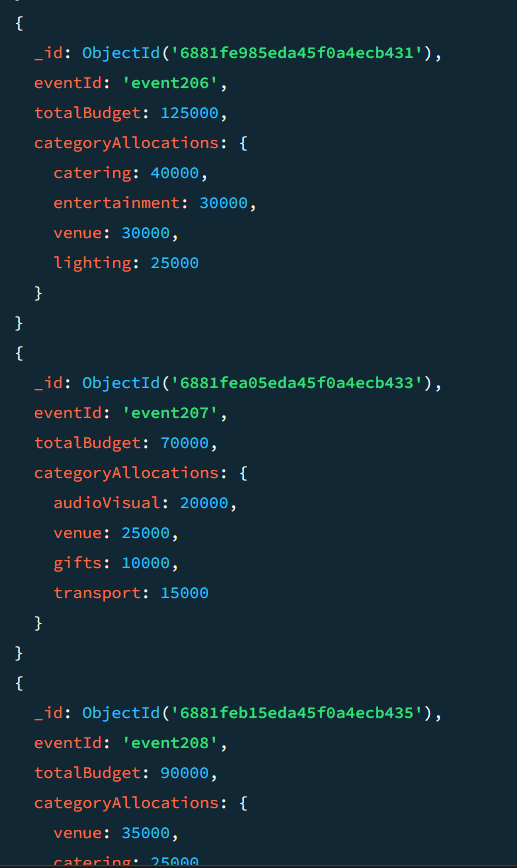 {
_id: ObjectId('6881fe985eda45f0a4ecb431'),
eventId: 'event206',
totalBudget: 125000,
categoryAllocations: {
catering: 40000,
entertainment: 30000,
venue: 30000,
lighting: 25000
}
}
{
_id: ObjectId('6881fea05eda45f0a4ecb433'),
eventId: 'event207',
totalBudget: 70000,
categoryAllocations: {
audioVisual: 20000,
venue: 25000,
gifts: 10000,
transport: 15000
}
}
{
_id: ObjectId('6881feb15eda45f0a4ecb435'),
eventId: 'event208',
totalBudget: 90000,
categoryAllocations: {
venue: 35000,
catering: 25000